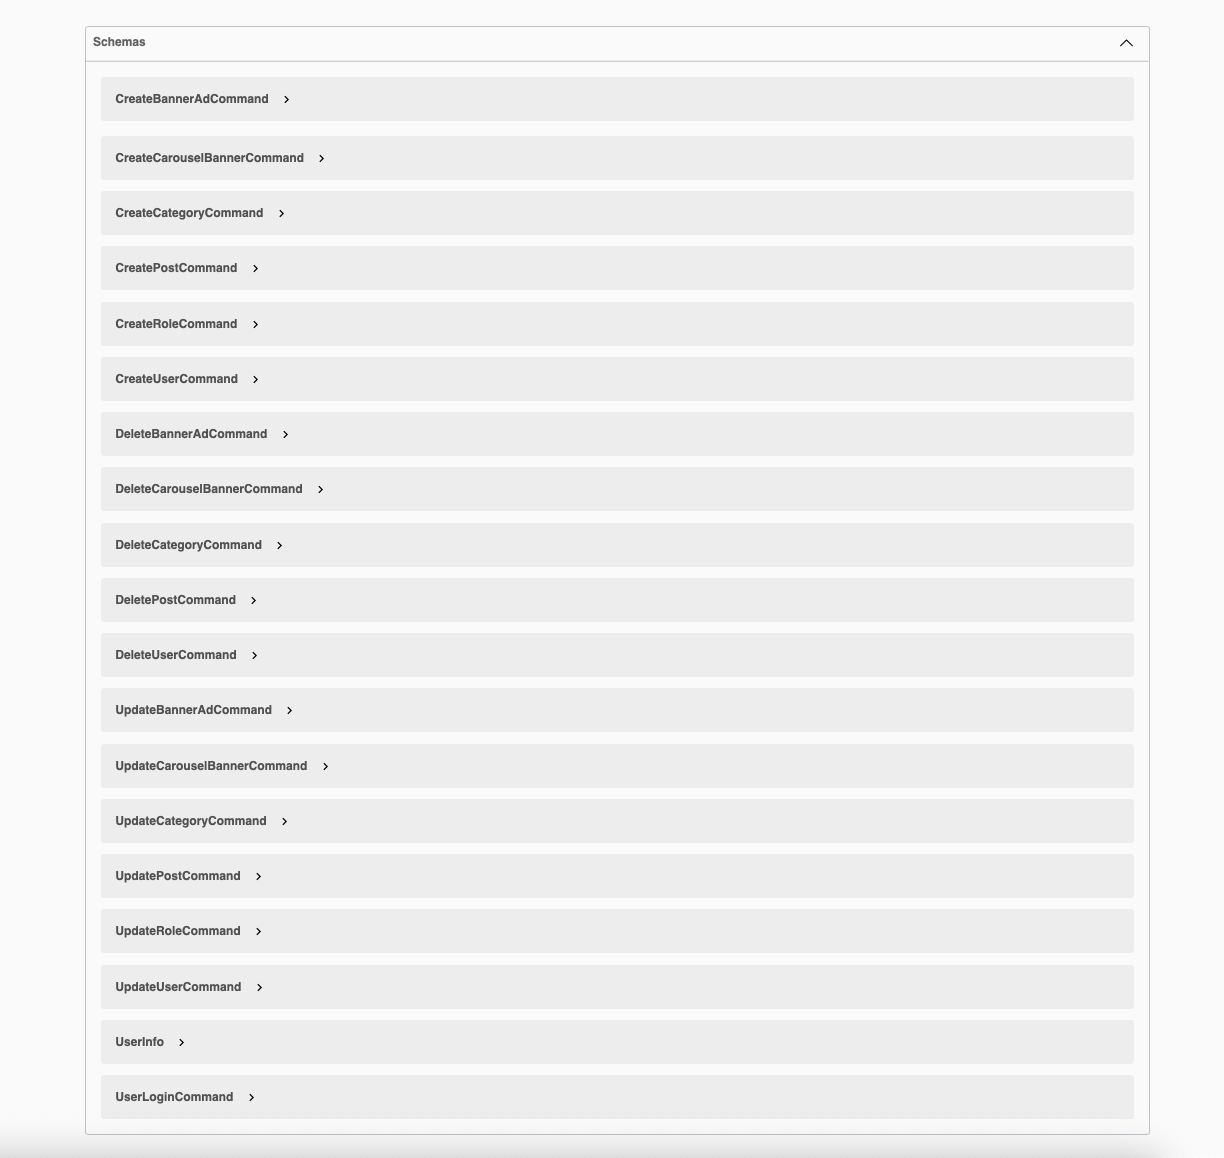 Schemas
CreateBannerAdCommand
CreateCarouselBannerCommand
CreateCategoryCommand
CreatePostCommand
CreateRoleCommand
CreateUserCommand
DeleteBannerAdCommand
DeleteCarouselBannerCommand
DeleteCategoryCommand
DeletePostCommand
DeleteUserCommand
UpdateBannerAdCommand
UpdateCarouselBannerCommand
UpdateCategoryCommand
UpdatePostCommand
UpdateRoleCommand
UpdateUserCommand
UserInfo
UserLoginCommand